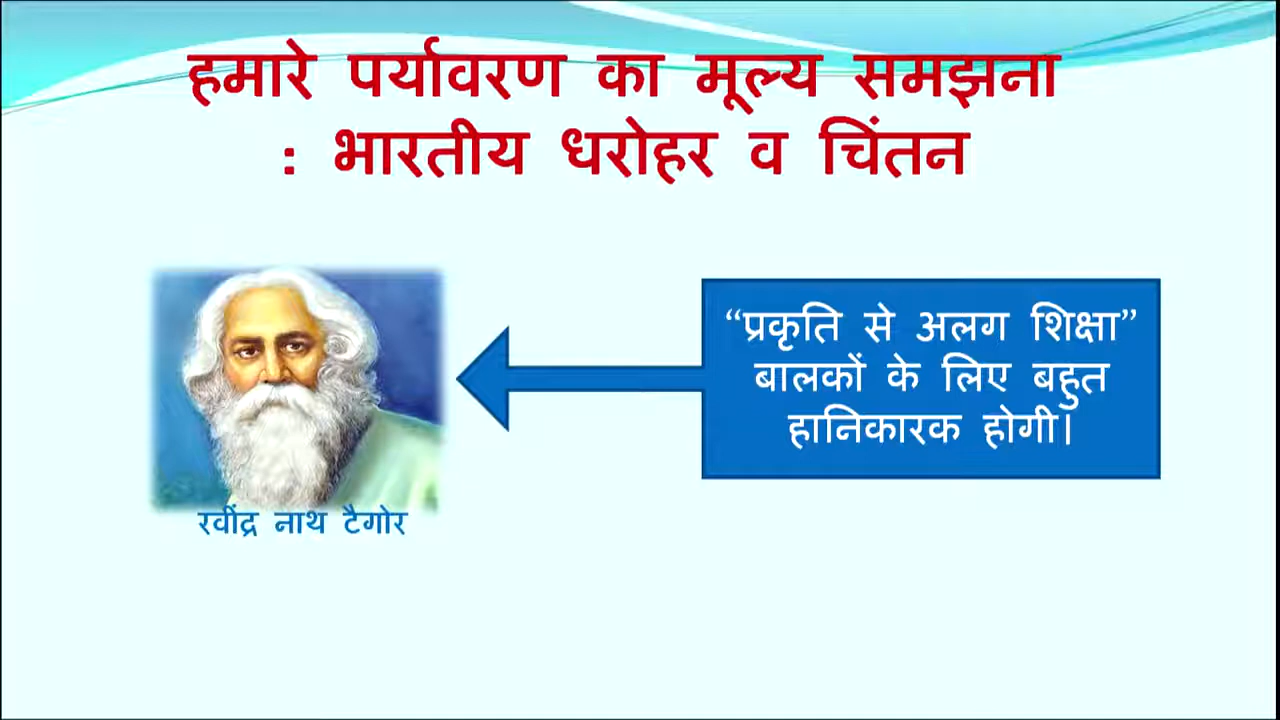 हमारे पर्यावरण का मूल्य समझना
: भारतीय धरोहर व चिंतन
“प्रकृति से अलग शिक्षा”
बालकों के लिए बहुत
हानिकारक होगी।
रवींद्र नाथ टैगोर